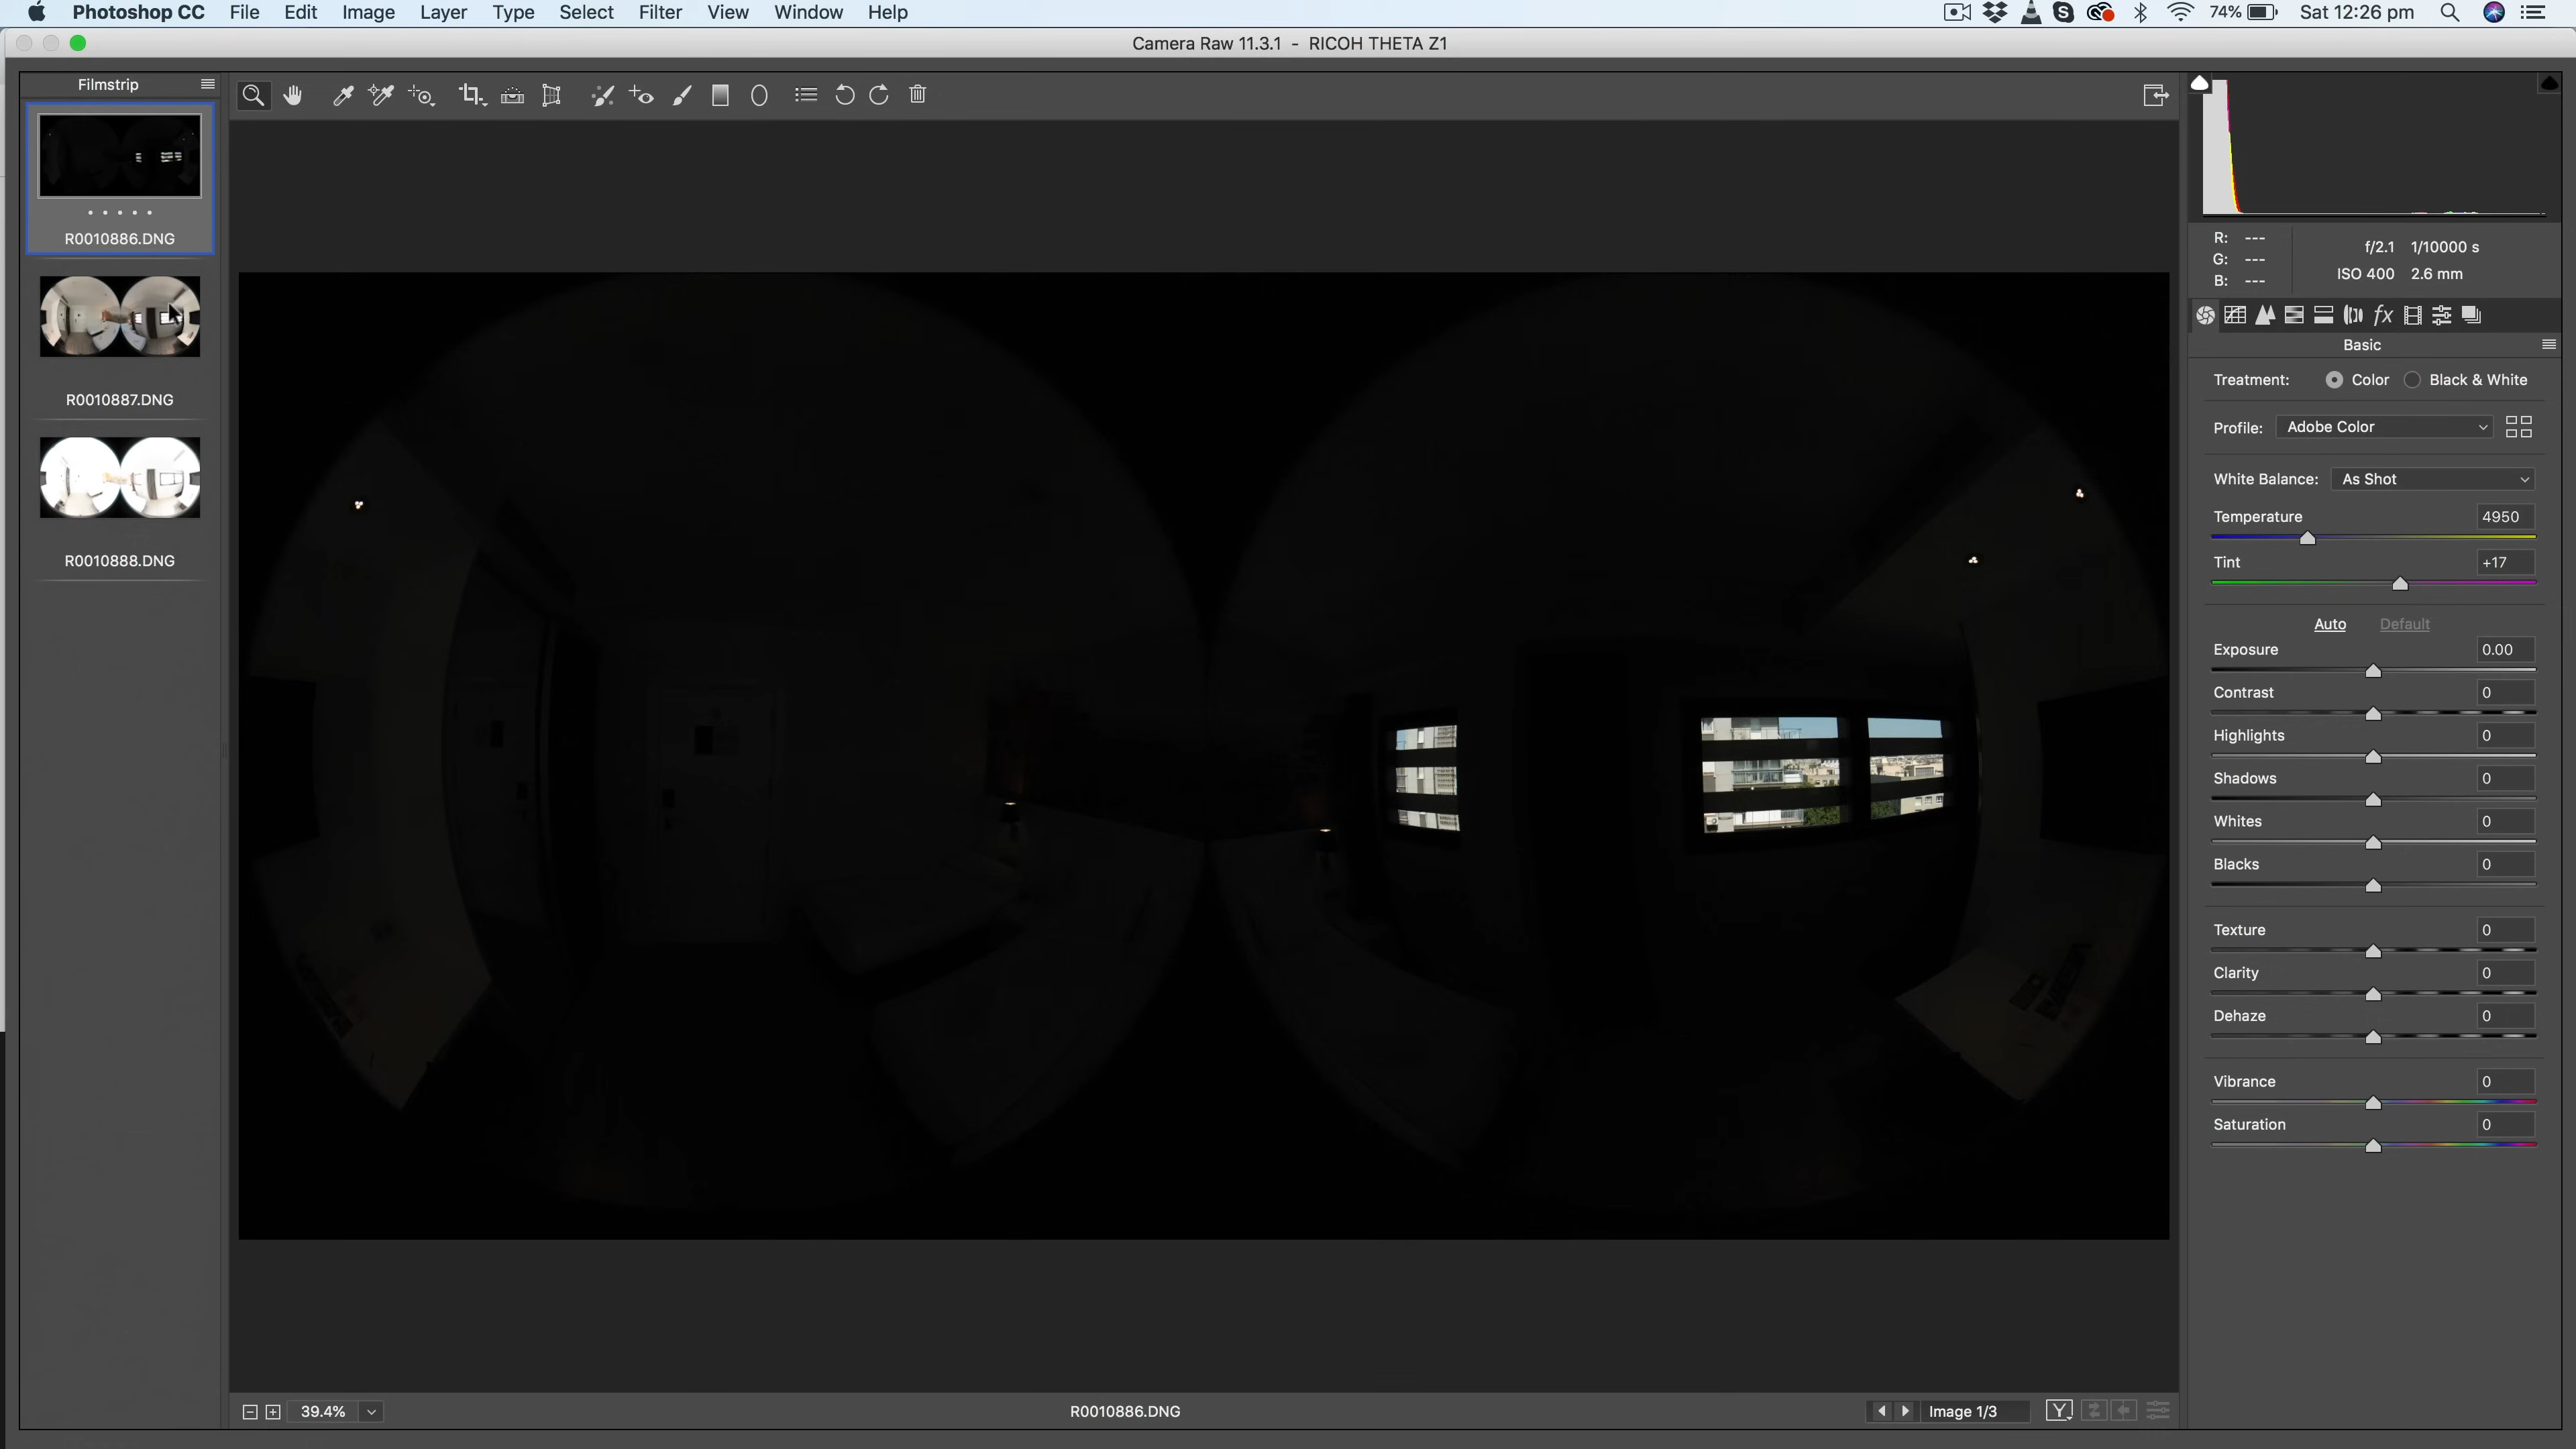 Photoshop CC File Edit Image Layer Type Select Filter View Window Help 74% Sat 12:26 pm
Camera Raw 11.3.1 - RICOH THETA Z1
Filmstrip
R0010886.DNG
R0010887.DNG
R0010888.DNG
R: ---
G: ---
B: ---
f/2.1 1/10000 s
ISO 400 2.6 mm
fx
Basic
Treatment: Color Black & White
Profile: Adobe Color
White Balance: As Shot
Temperature 4950
Tint +17
Auto Default
Exposure 0.00
Contrast 0
Highlights 0
Shadows 0
Whites 0
Blacks 0
Texture 0
Clarity 0
Dehaze 0
Vibrance 0
Saturation 0
39.4% R0010886.DNG Image 1/3 Y